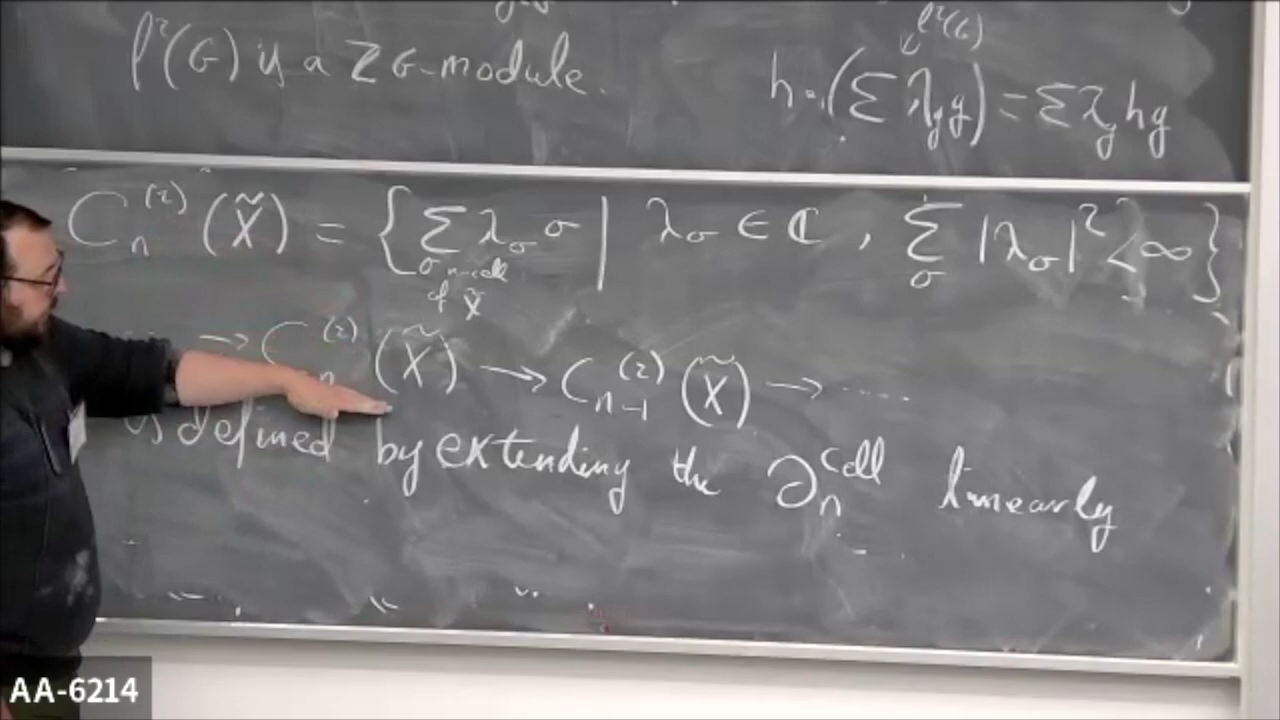 ℓ²(G)
ℓ²(G) is a ZG-module.
h·(Σ λ_g g) = Σ λ_g hg
C_n^(2)(X̃) = { Σ λ_σ σ | λ_σ ∈ ℂ, Σ_σ |λ_σ|² < ∞ }
σ n-cell
of X̃
→ C_n^(2)(X̃) → C_{n-1}^(2)(X̃) → ....
is defined by extending the ∂_n^cell linearly
AA-6214